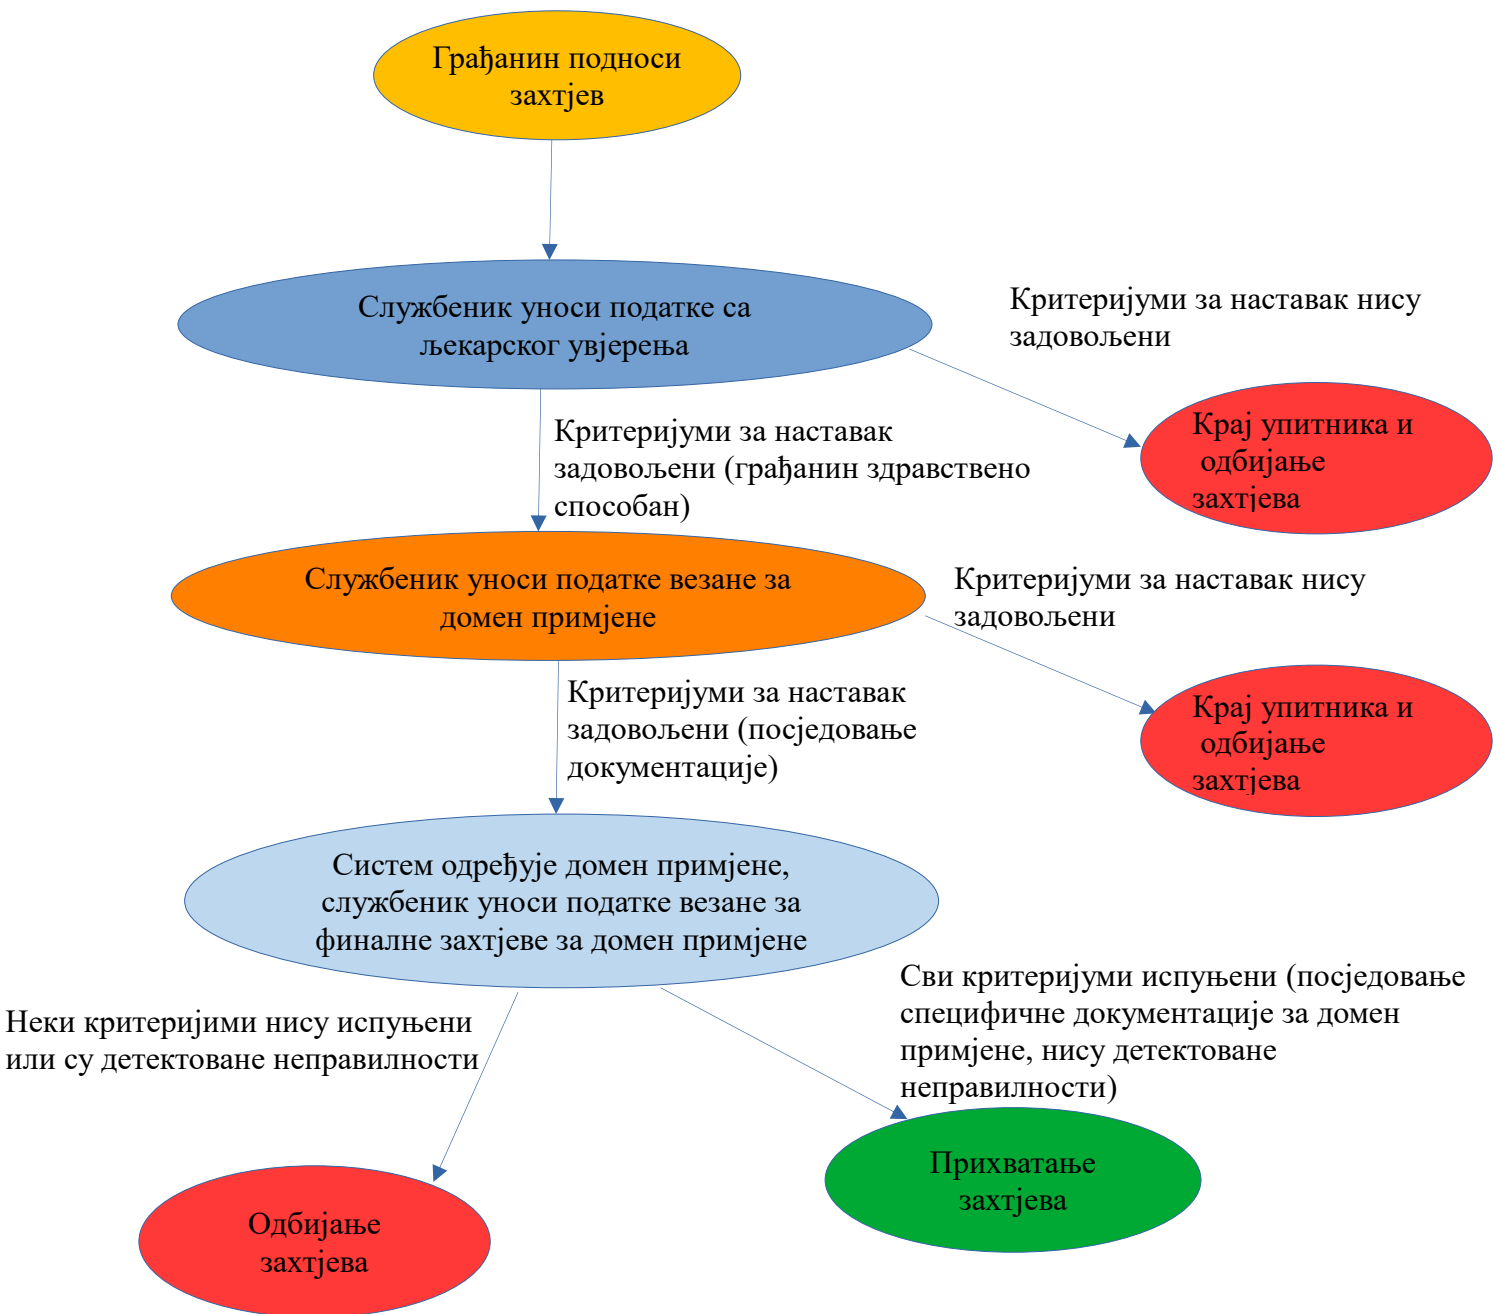 Грађанин подноси
захтјев
Службеник уноси податке са
љекарског увјерења
Критеријуми за наставак нису
задовољени
Крај упитника и
одбијање
захтјева
Критеријуми за наставак
задовољени (грађанин здравствено
способан)
Службеник уноси податке везане за
домен примјене
Критеријуми за наставак нису
задовољени
Крај упитника и
одбијање
захтјева
Критеријуми за наставак
задовољени (посједовање
документације)
Систем одређује домен примјене,
службеник уноси податке везане за
финалне захтјеве за домен примјене
Неки критеријими нису испуњени
или су детектоване неправилности
Сви критеријуми испуњени (посједовање
специфичне документације за домен
примјене, нису детектоване
неправилности)
Прихватање
захтјева
Одбијање
захтјева